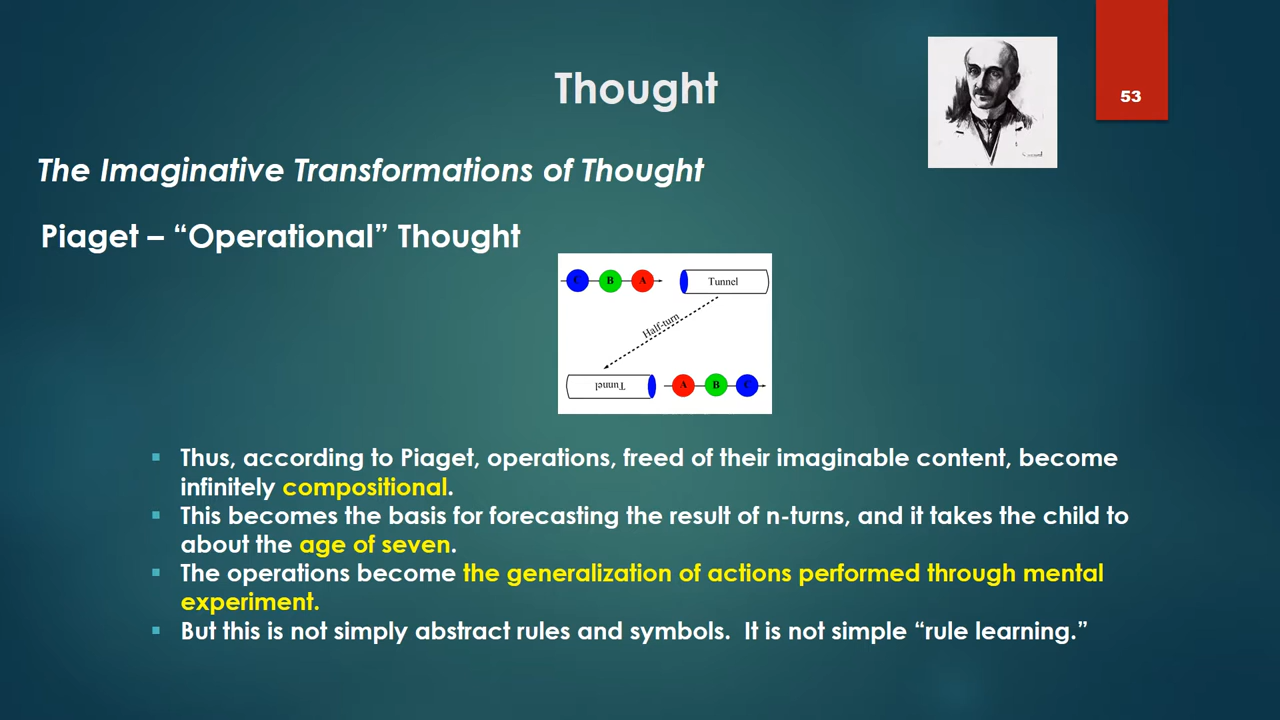 Thought
53
The Imaginative Transformations of Thought
Piaget – “Operational” Thought
C B A Tunnel
Half-turn
Tunnel A B C
Thus, according to Piaget, operations, freed of their imaginable content, become
infinitely compositional.
This becomes the basis for forecasting the result of n-turns, and it takes the child to
about the age of seven.
The operations become the generalization of actions performed through mental
experiment.
But this is not simply abstract rules and symbols.  It is not simple “rule learning.”